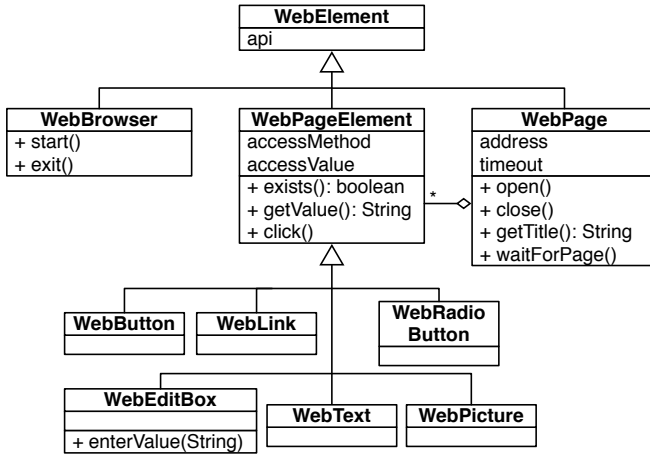 WebElement
api
WebBrowser
+ start()
+ exit()
WebPageElement
accessMethod
accessValue
+ exists(): boolean
+ getValue(): String
+ click()
*
WebPage
address
timeout
+ open()
+ close()
+ getTitle(): String
+ waitForPage()
WebButton
WebLink
WebRadio
Button
WebEditBox
+ enterValue(String)
WebText
WebPicture